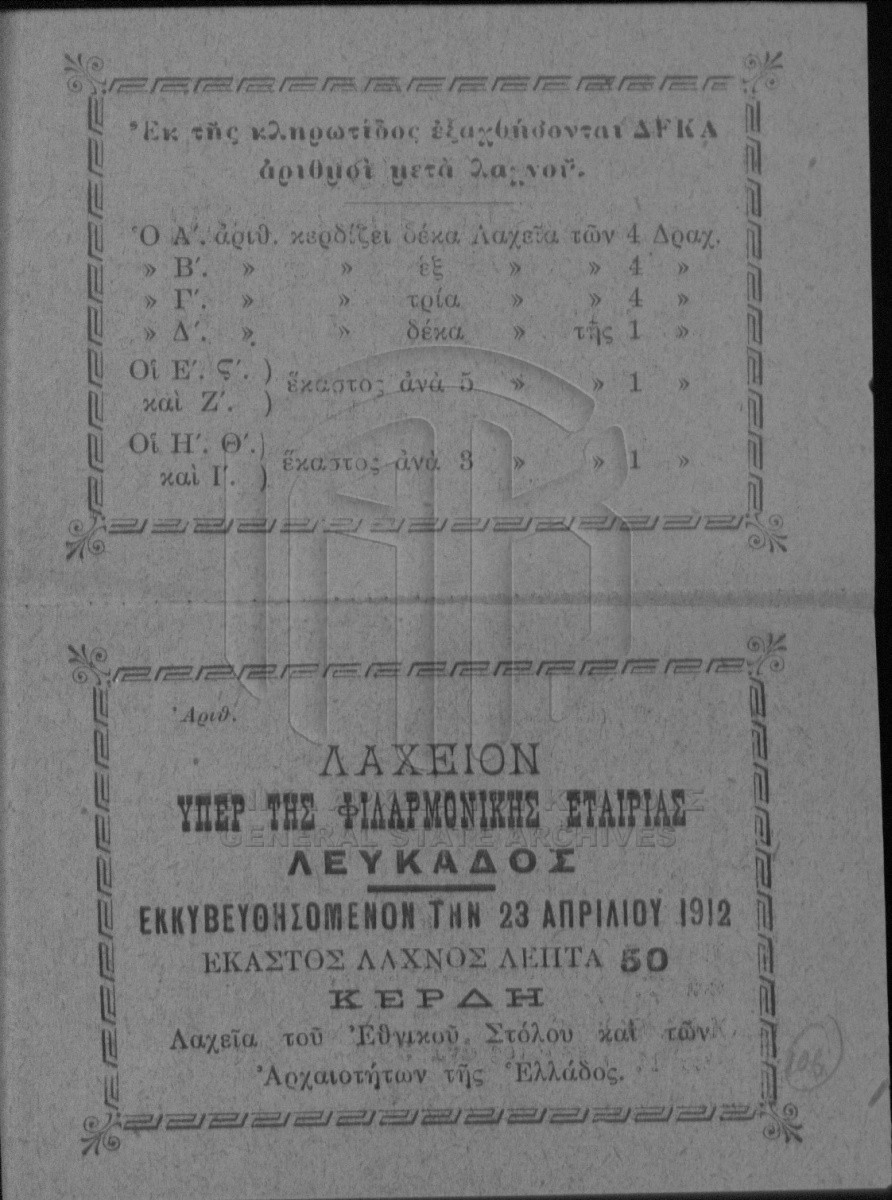 Ἐκ τῆς κληρωτίδος ἐξαχθήσονται ΔΕΚΑ
ἀριθμοὶ μετὰ λαχνοῦ.
Ὁ Α΄. ἀριθ. κερδίζει δέκα Λαχεῖα τῶν 4 Δραχ.
» Β΄. » » ἑξ » » 4 »
» Γ΄. » » τρία » » 4 »
» Δ΄. » » δέκα » τῆς 1 »
Οἱ Ε΄. Ϛ΄. )
καὶ Ζ΄. ) ἕκαστος ἀνὰ 5 » » 1 »
Οἱ Η΄. Θ΄. )
καὶ Ι΄. ) ἕκαστος ἀνὰ 3 » » 1 »
Ἀριθ.
ΛΑΧΕΙΟΝ
ΥΠΕΡ ΤΗΣ ΦΙΛΑΡΜΟΝΙΚΗΣ ΕΤΑΙΡΙΑΣ
GENERAL STATE ARCHIVES
ΛΕΥΚΑΔΟΣ
ΕΚΚΥΒΕΥΘΗΣΟΜΕΝΟΝ ΤΗΝ 23 ΑΠΡΙΛΙΟΥ 1912
ΕΚΑΣΤΟΣ ΛΑΧΝΟΣ ΛΕΠΤΑ 50
ΚΕΡΔΗ
Λαχεῖα τοῦ Ἐθνικοῦ Στόλου καὶ τῶν
Ἀρχαιοτήτων τῆς Ἑλλάδος.